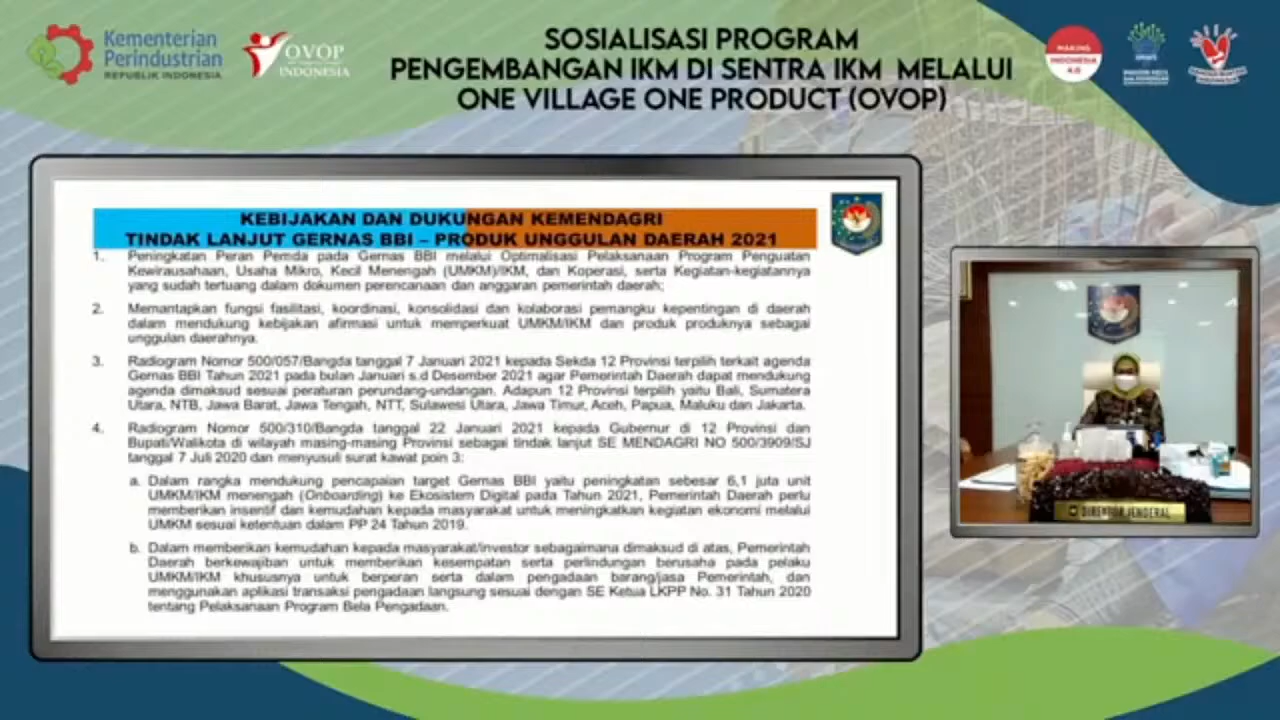 Kementerian
Perindustrian
REPUBLIK INDONESIA
OVOP
INDONESIA
SOSIALISASI PROGRAM
PENGEMBANGAN IKM DI SENTRA IKM MELALUI
ONE VILLAGE ONE PRODUCT (OVOP)
MAKING
INDONESIA
4.0
KEBIJAKAN DAN DUKUNGAN KEMENDAGRI
TINDAK LANJUT GERNAS BBI – PRODUK UNGGULAN DAERAH 2021
1. Peningkatan Peran Pemda pada Gernas BBI melalui Optimalisasi Pelaksanaan Program Penguatan
Kewirausahaan, Usaha Mikro, Kecil Menengah (UMKM)/IKM, dan Koperasi, serta Kegiatan-kegiatannya
yang sudah tertuang dalam dokumen perencanaan dan anggaran pemerintah daerah;
2. Memantapkan fungsi fasilitasi, koordinasi, konsolidasi dan kolaborasi pemangku kepentingan di daerah
dalam mendukung kebijakan afirmasi untuk memperkuat UMKM/IKM dan produk produknya sebagai
unggulan daerahnya.
3. Radiogram Nomor 500/057/Bangda tanggal 7 Januari 2021 kepada Sekda 12 Provinsi terpilih terkait agenda
Gernas BBI Tahun 2021 pada bulan Januari s.d Desember 2021 agar Pemerintah Daerah dapat mendukung
agenda dimaksud sesuai peraturan perundang-undangan. Adapun 12 Provinsi terpilih yaitu Bali, Sumatera
Utara, NTB, Jawa Barat, Jawa Tengah, NTT, Sulawesi Utara, Jawa Timur, Aceh, Papua, Maluku dan Jakarta.
4. Radiogram Nomor 500/310/Bangda tanggal 22 Januari 2021 kepada Gubernur di 12 Provinsi dan
Bupati/Walikota di wilayah masing-masing Provinsi sebagai tindak lanjut SE MENDAGRI NO 500/3909/SJ
tanggal 7 Juli 2020 dan menyusuli surat kawat poin 3:
a. Dalam rangka mendukung pencapaian target Gernas BBI yaitu peningkatan sebesar 6,1 juta unit
UMKM/IKM menengah (Onboarding) ke Ekosistem Digital pada Tahun 2021, Pemerintah Daerah perlu
memberikan insentif dan kemudahan kepada masyarakat untuk meningkatkan kegiatan ekonomi melalui
UMKM sesuai ketentuan dalam PP 24 Tahun 2019.
b. Dalam memberikan kemudahan kepada masyarakat/investor sebagaimana dimaksud di atas, Pemerintah
Daerah berkewajiban untuk memberikan kesempatan serta perlindungan berusaha pada pelaku
UMKM/IKM khususnya untuk berperan serta dalam pengadaan barang/jasa Pemerintah, dan
menggunakan aplikasi transaksi pengadaan langsung sesuai dengan SE Ketua LKPP No. 31 Tahun 2020
tentang Pelaksanaan Program Bela Pengadaan.
DIREKTUR JENDERAL